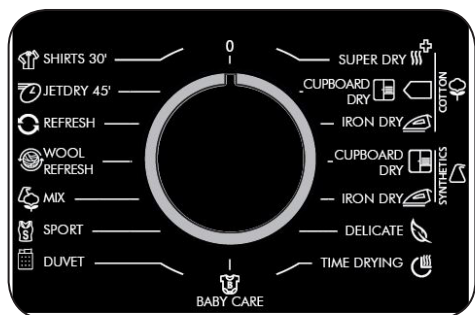 0
SHIRTS 30'
JETDRY 45'
REFRESH
WOOL
REFRESH
MIX
SPORT
DUVET
B
BABY CARE
SUPER DRY
CUPBOARD
DRY
IRON DRY
COTTON
CUPBOARD
DRY
IRON DRY
SYNTHETICS
DELICATE
TIME DRYING
S